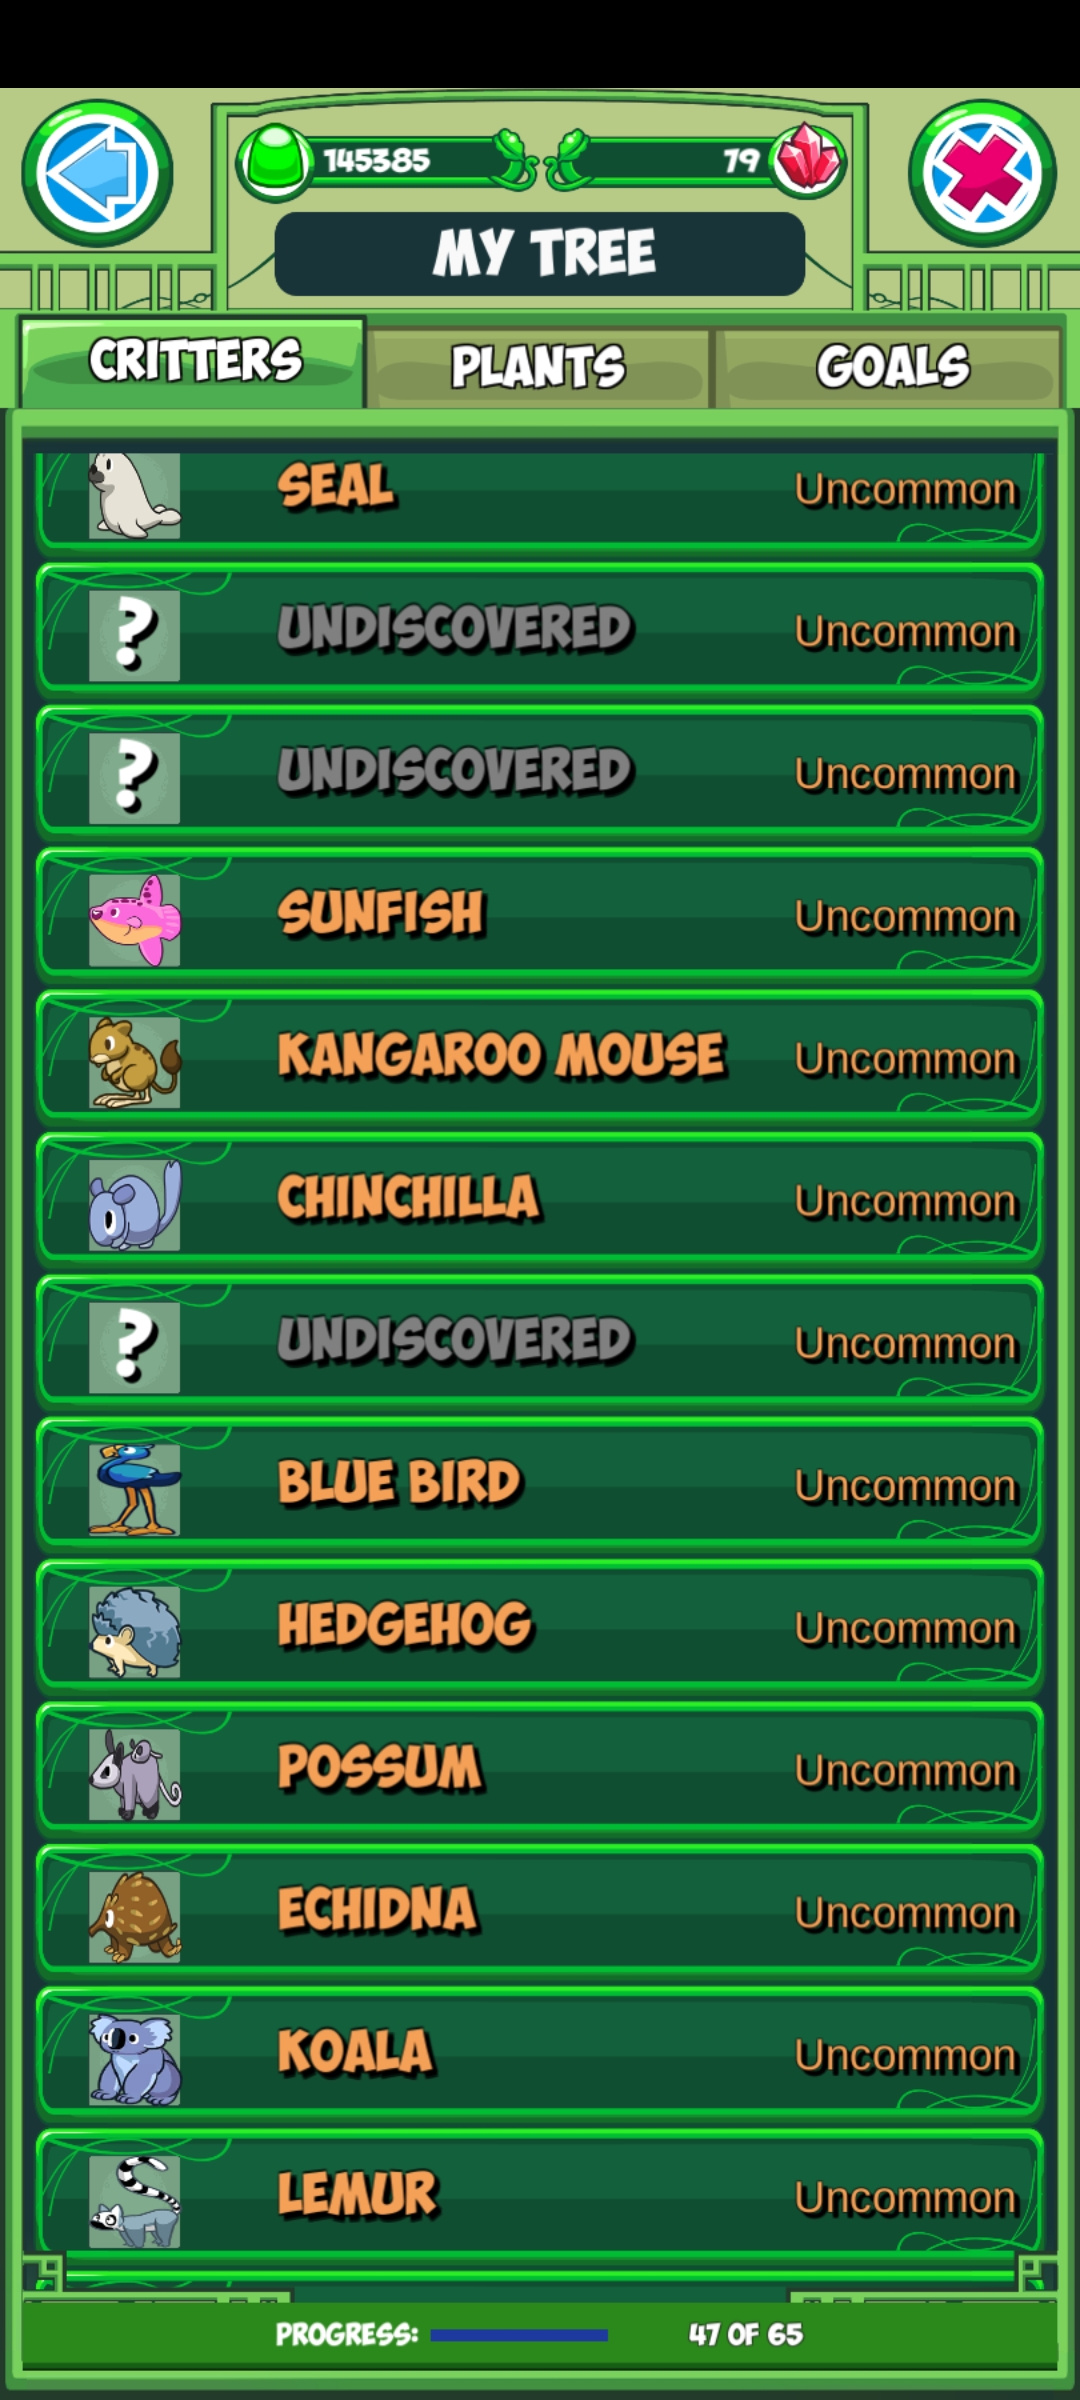 145385
79
MY TREE
CRITTERS
PLANTS
GOALS
SEAL
Uncommon
?
UNDISCOVERED
Uncommon
?
UNDISCOVERED
Uncommon
SUNFISH
Uncommon
KANGAROO MOUSE
Uncommon
CHINCHILLA
Uncommon
?
UNDISCOVERED
Uncommon
BLUE BIRD
Uncommon
HEDGEHOG
Uncommon
POSSUM
Uncommon
ECHIDNA
Uncommon
KOALA
Uncommon
LEMUR
Uncommon
PROGRESS:
47 OF 65